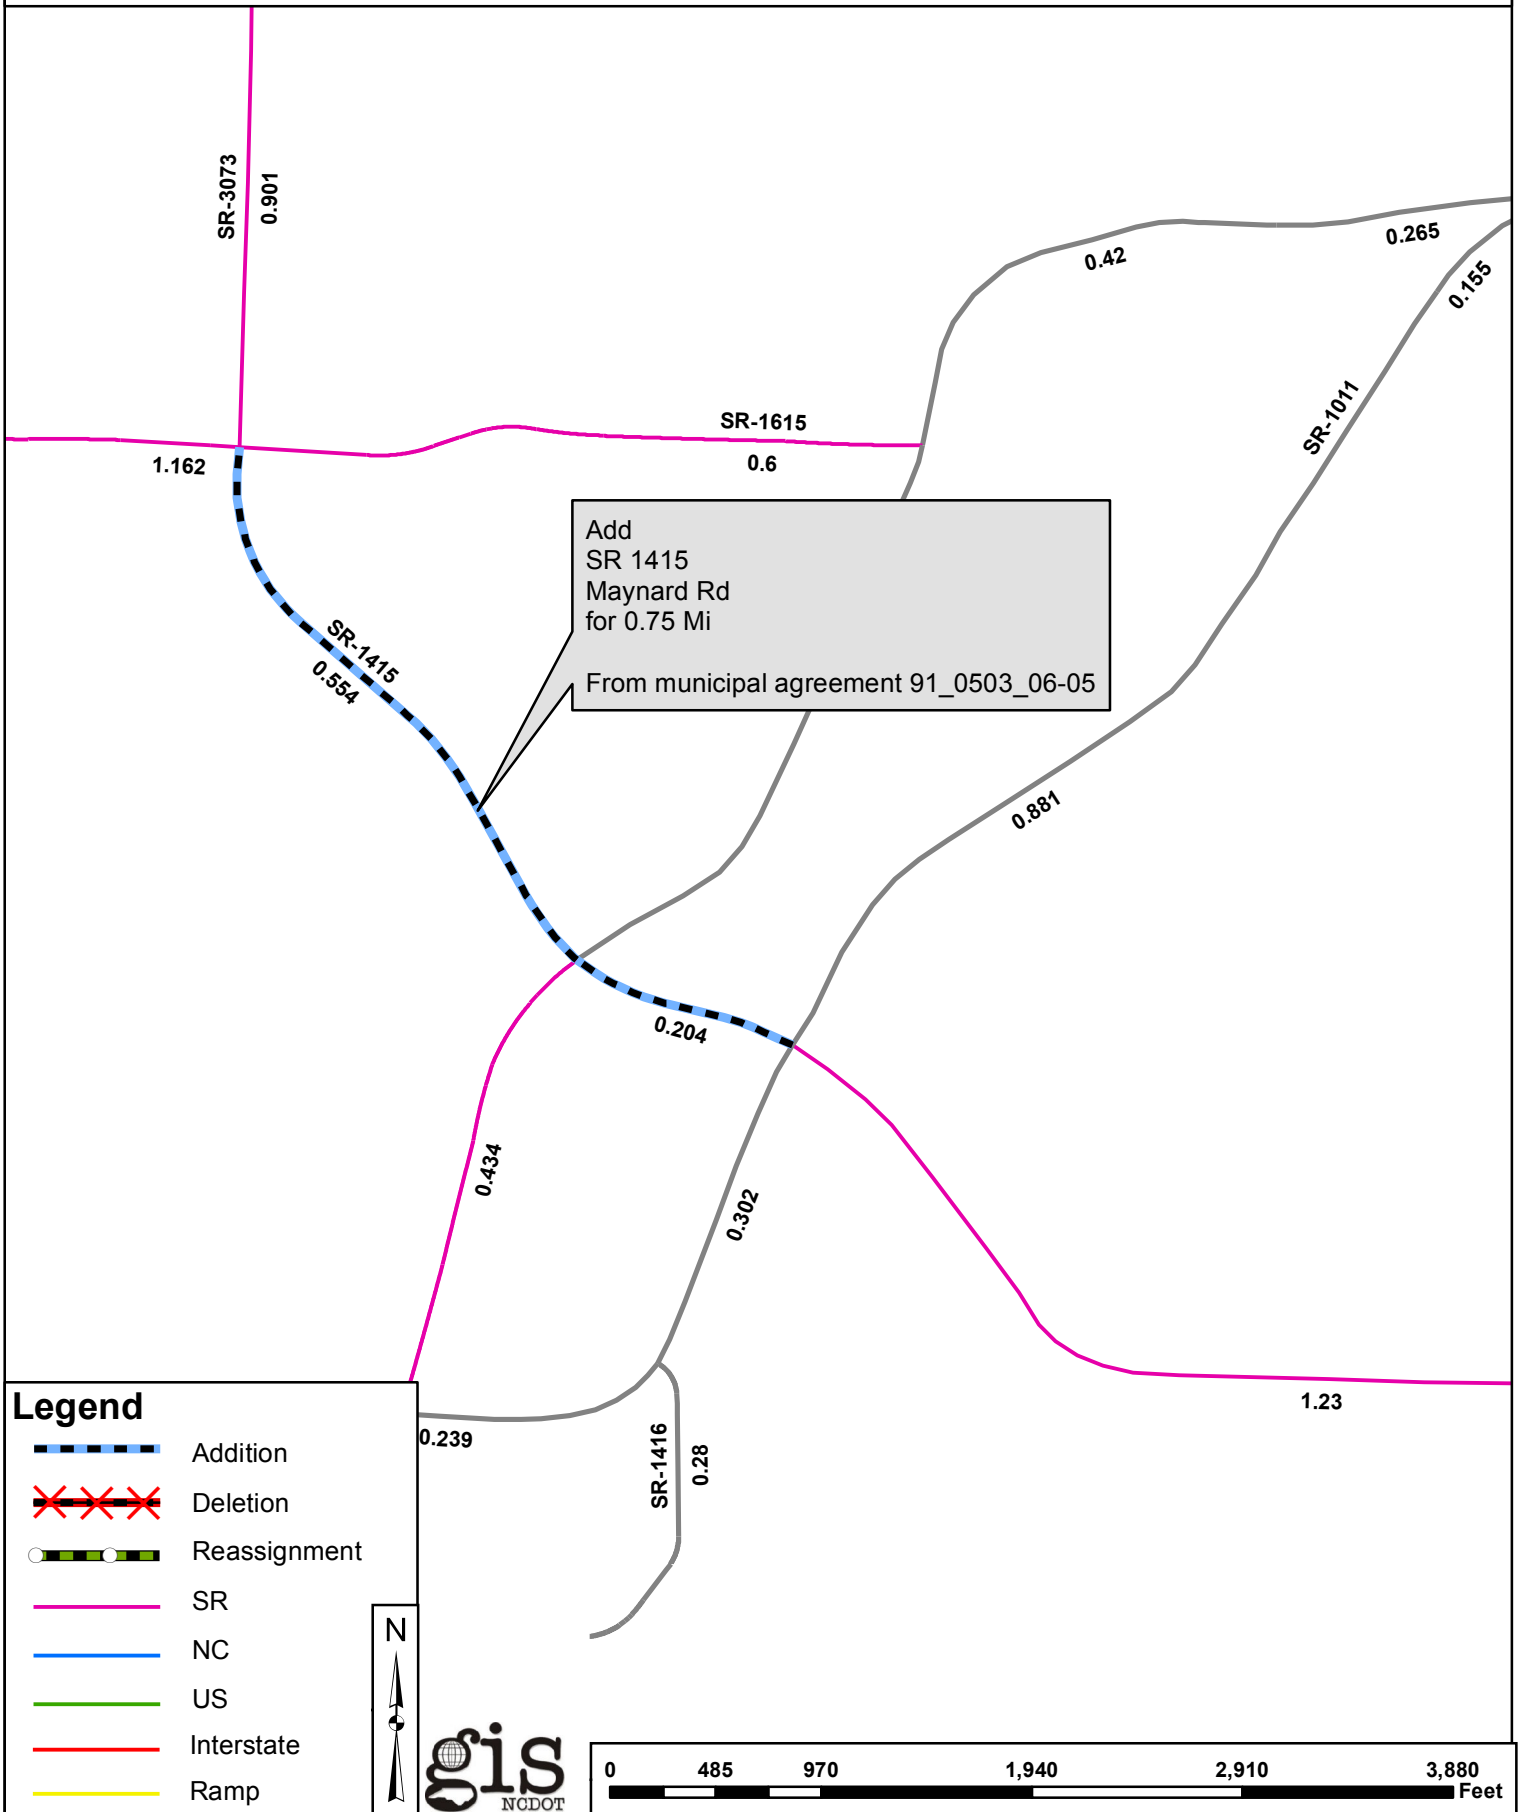 SR-3073
0.901
0.42
0.265
0.155
SR-1011
SR-1615
1.162
0.6
Add
SR 1415
Maynard Rd
for 0.75 Mi
From municipal agreement 91_0503_06-05
SR-1415
0.554
0.881
0.204
0.434
0.302
1.23
0.239
SR-1416
0.28
Legend
Addition
Deletion
Reassignment
SR
NC
US
Interstate
Ramp
N
gis
NCDOT
0 485 970 1,940 2,910 3,880
Feet